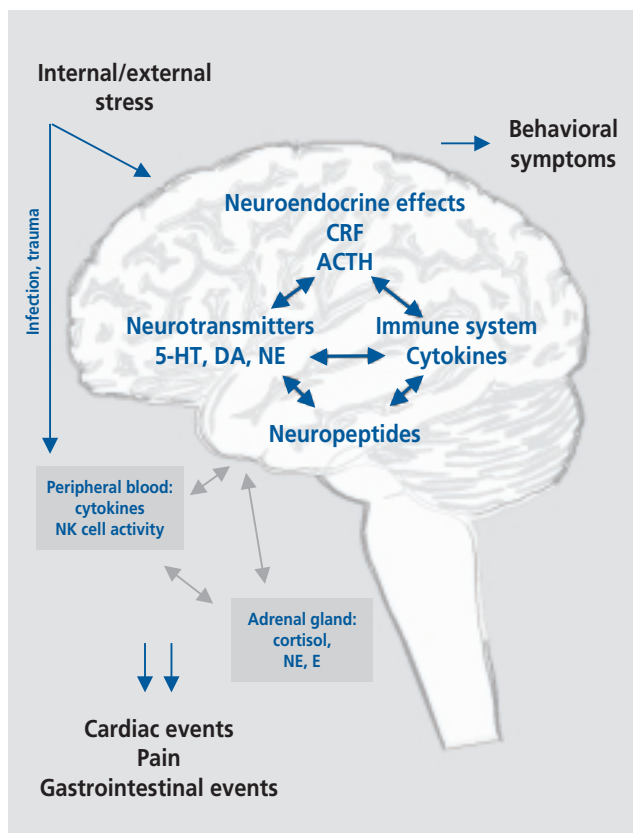 Internal/external
stress
Behavioral
symptoms
Infection, trauma
Neuroendocrine effects
CRF
ACTH
Neurotransmitters
5-HT, DA, NE
Immune system
Cytokines
Neuropeptides
Peripheral blood:
cytokines
NK cell activity
Adrenal gland:
cortisol,
NE, E
Cardiac events
Pain
Gastrointestinal events